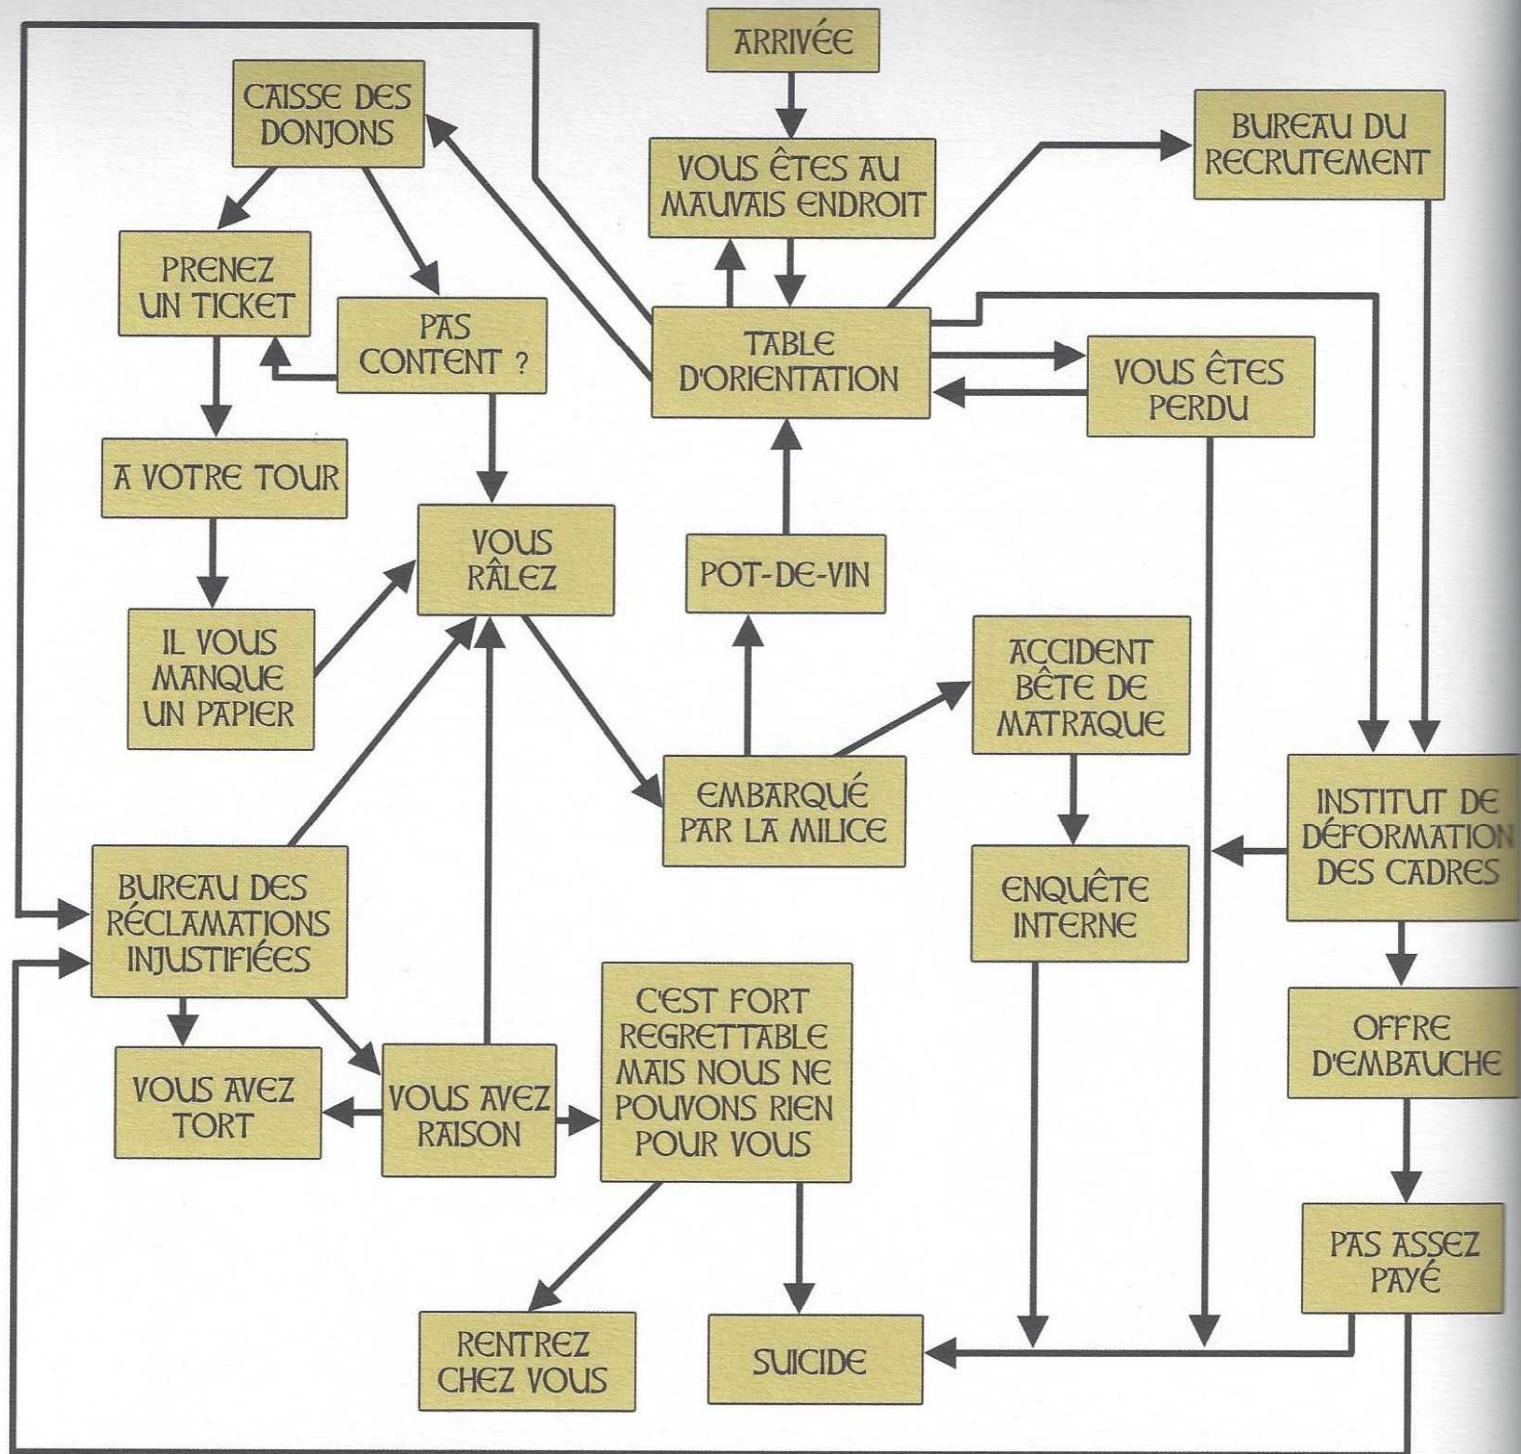 ARRIVÉE
CAISSE DES
DONJONS
VOUS ÊTES AU
MAUVAIS ENDROIT
BUREAU DU
RECRUTEMENT
PRENEZ
UN TICKET
PAS
CONTENT ?
TABLE
D'ORIENTATION
VOUS ÊTES
PERDU
A VOTRE TOUR
VOUS
RÂLEZ
POT-DE-VIN
IL VOUS
MANQUE
UN PAPIER
ACCIDENT
BÊTE DE
MATRAQUE
EMBARQUÉ
PAR LA MILICE
INSTITUT DE
DÉFORMATION
DES CADRES
BUREAU DES
RÉCLAMATIONS
INJUSTIFIÉES
ENQUÊTE
INTERNE
C'EST FORT
REGRETTABLE
MAIS NOUS NE
POUVONS RIEN
POUR VOUS
OFFRE
D'EMBAUCHE
VOUS AVEZ
TORT
VOUS AVEZ
RAISON
PAS ASSEZ
PAYÉ
RENTREZ
CHEZ VOUS
SUICIDE